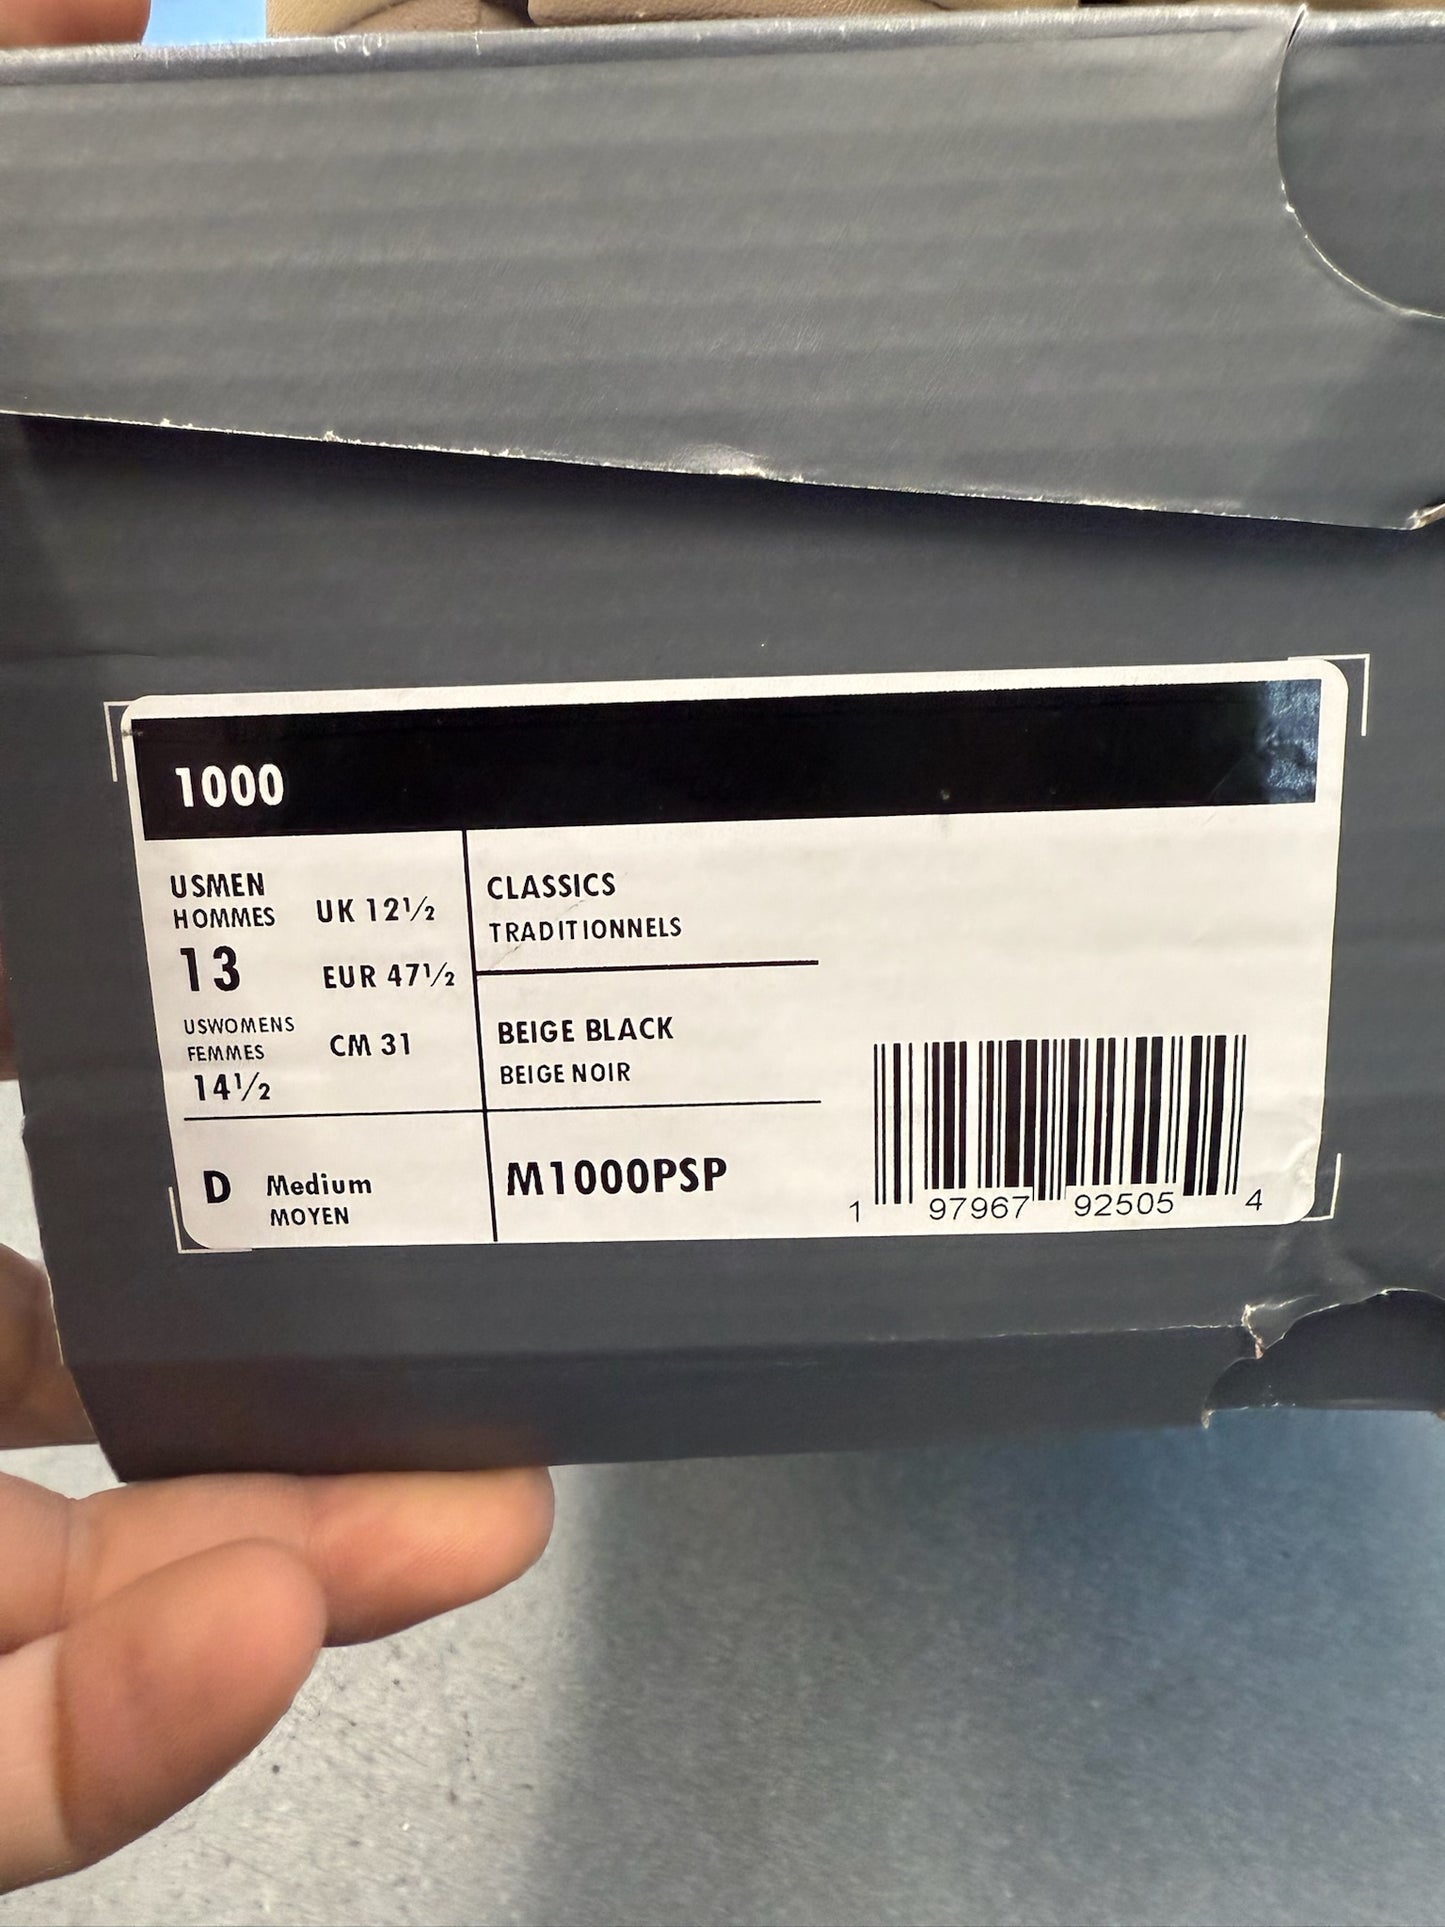 1000
USMEN
HOMMES
13
USWOMENS
FEMMES
14½
UK 12½
EUR 47½
CM 31
CLASSICS
TRADITIONNELS
BEIGE BLACK
BEIGE NOIR
D Medium
MOYEN
M1000PSP
1 97967 92505 4